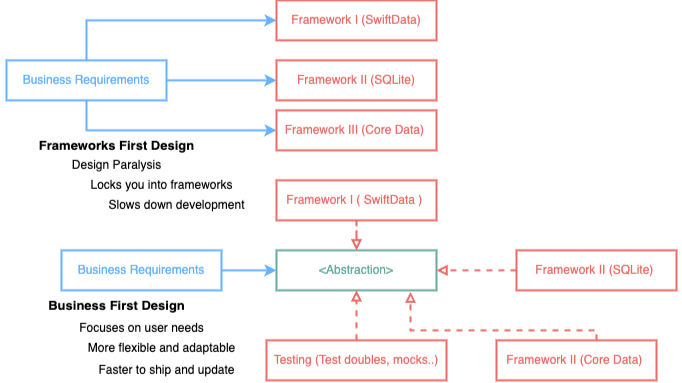 Framework I (SwiftData)
Business Requirements
Framework II (SQLite)
Framework III (Core Data)
Frameworks First Design
Design Paralysis
Locks you into frameworks
Slows down development
Framework I ( SwiftData )
Business Requirements
<Abstraction>
Framework II (SQLite)
Business First Design
Focuses on user needs
More flexible and adaptable
Faster to ship and update
Testing (Test doubles, mocks..)
Framework II (Core Data)